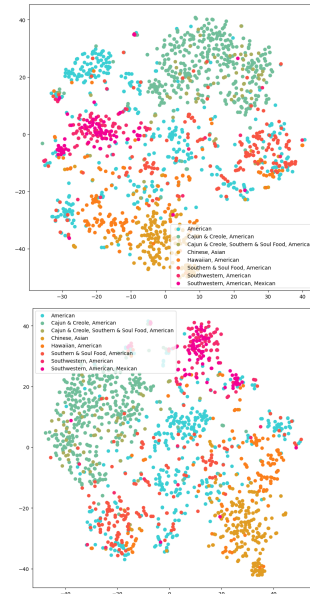 40
20
0
−20
−40
−30 −20 −10 0 10 20 30 40
American
Cajun & Creole, American
Cajun & Creole, Southern & Soul Food, America
Chinese, Asian
Hawaiian, American
Southern & Soul Food, American
Southwestern, American
Southwestern, American, Mexican
American
Cajun & Creole, American
Cajun & Creole, Southern & Soul Food, American
Chinese, Asian
Hawaiian, American
Southern & Soul Food, American
Southwestern, American
Southwestern, American, Mexican
40
20
0
−20
−40
−40 −20 0 20 40